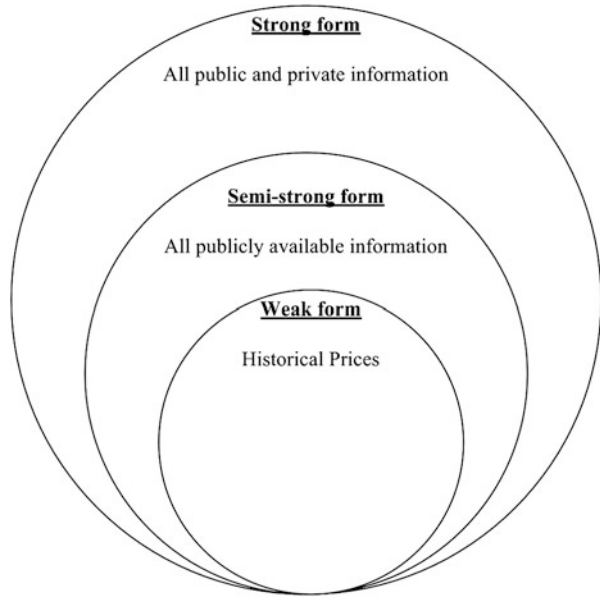 Strong form
All public and private information
Semi-strong form
All publicly available information
Weak form
Historical Prices